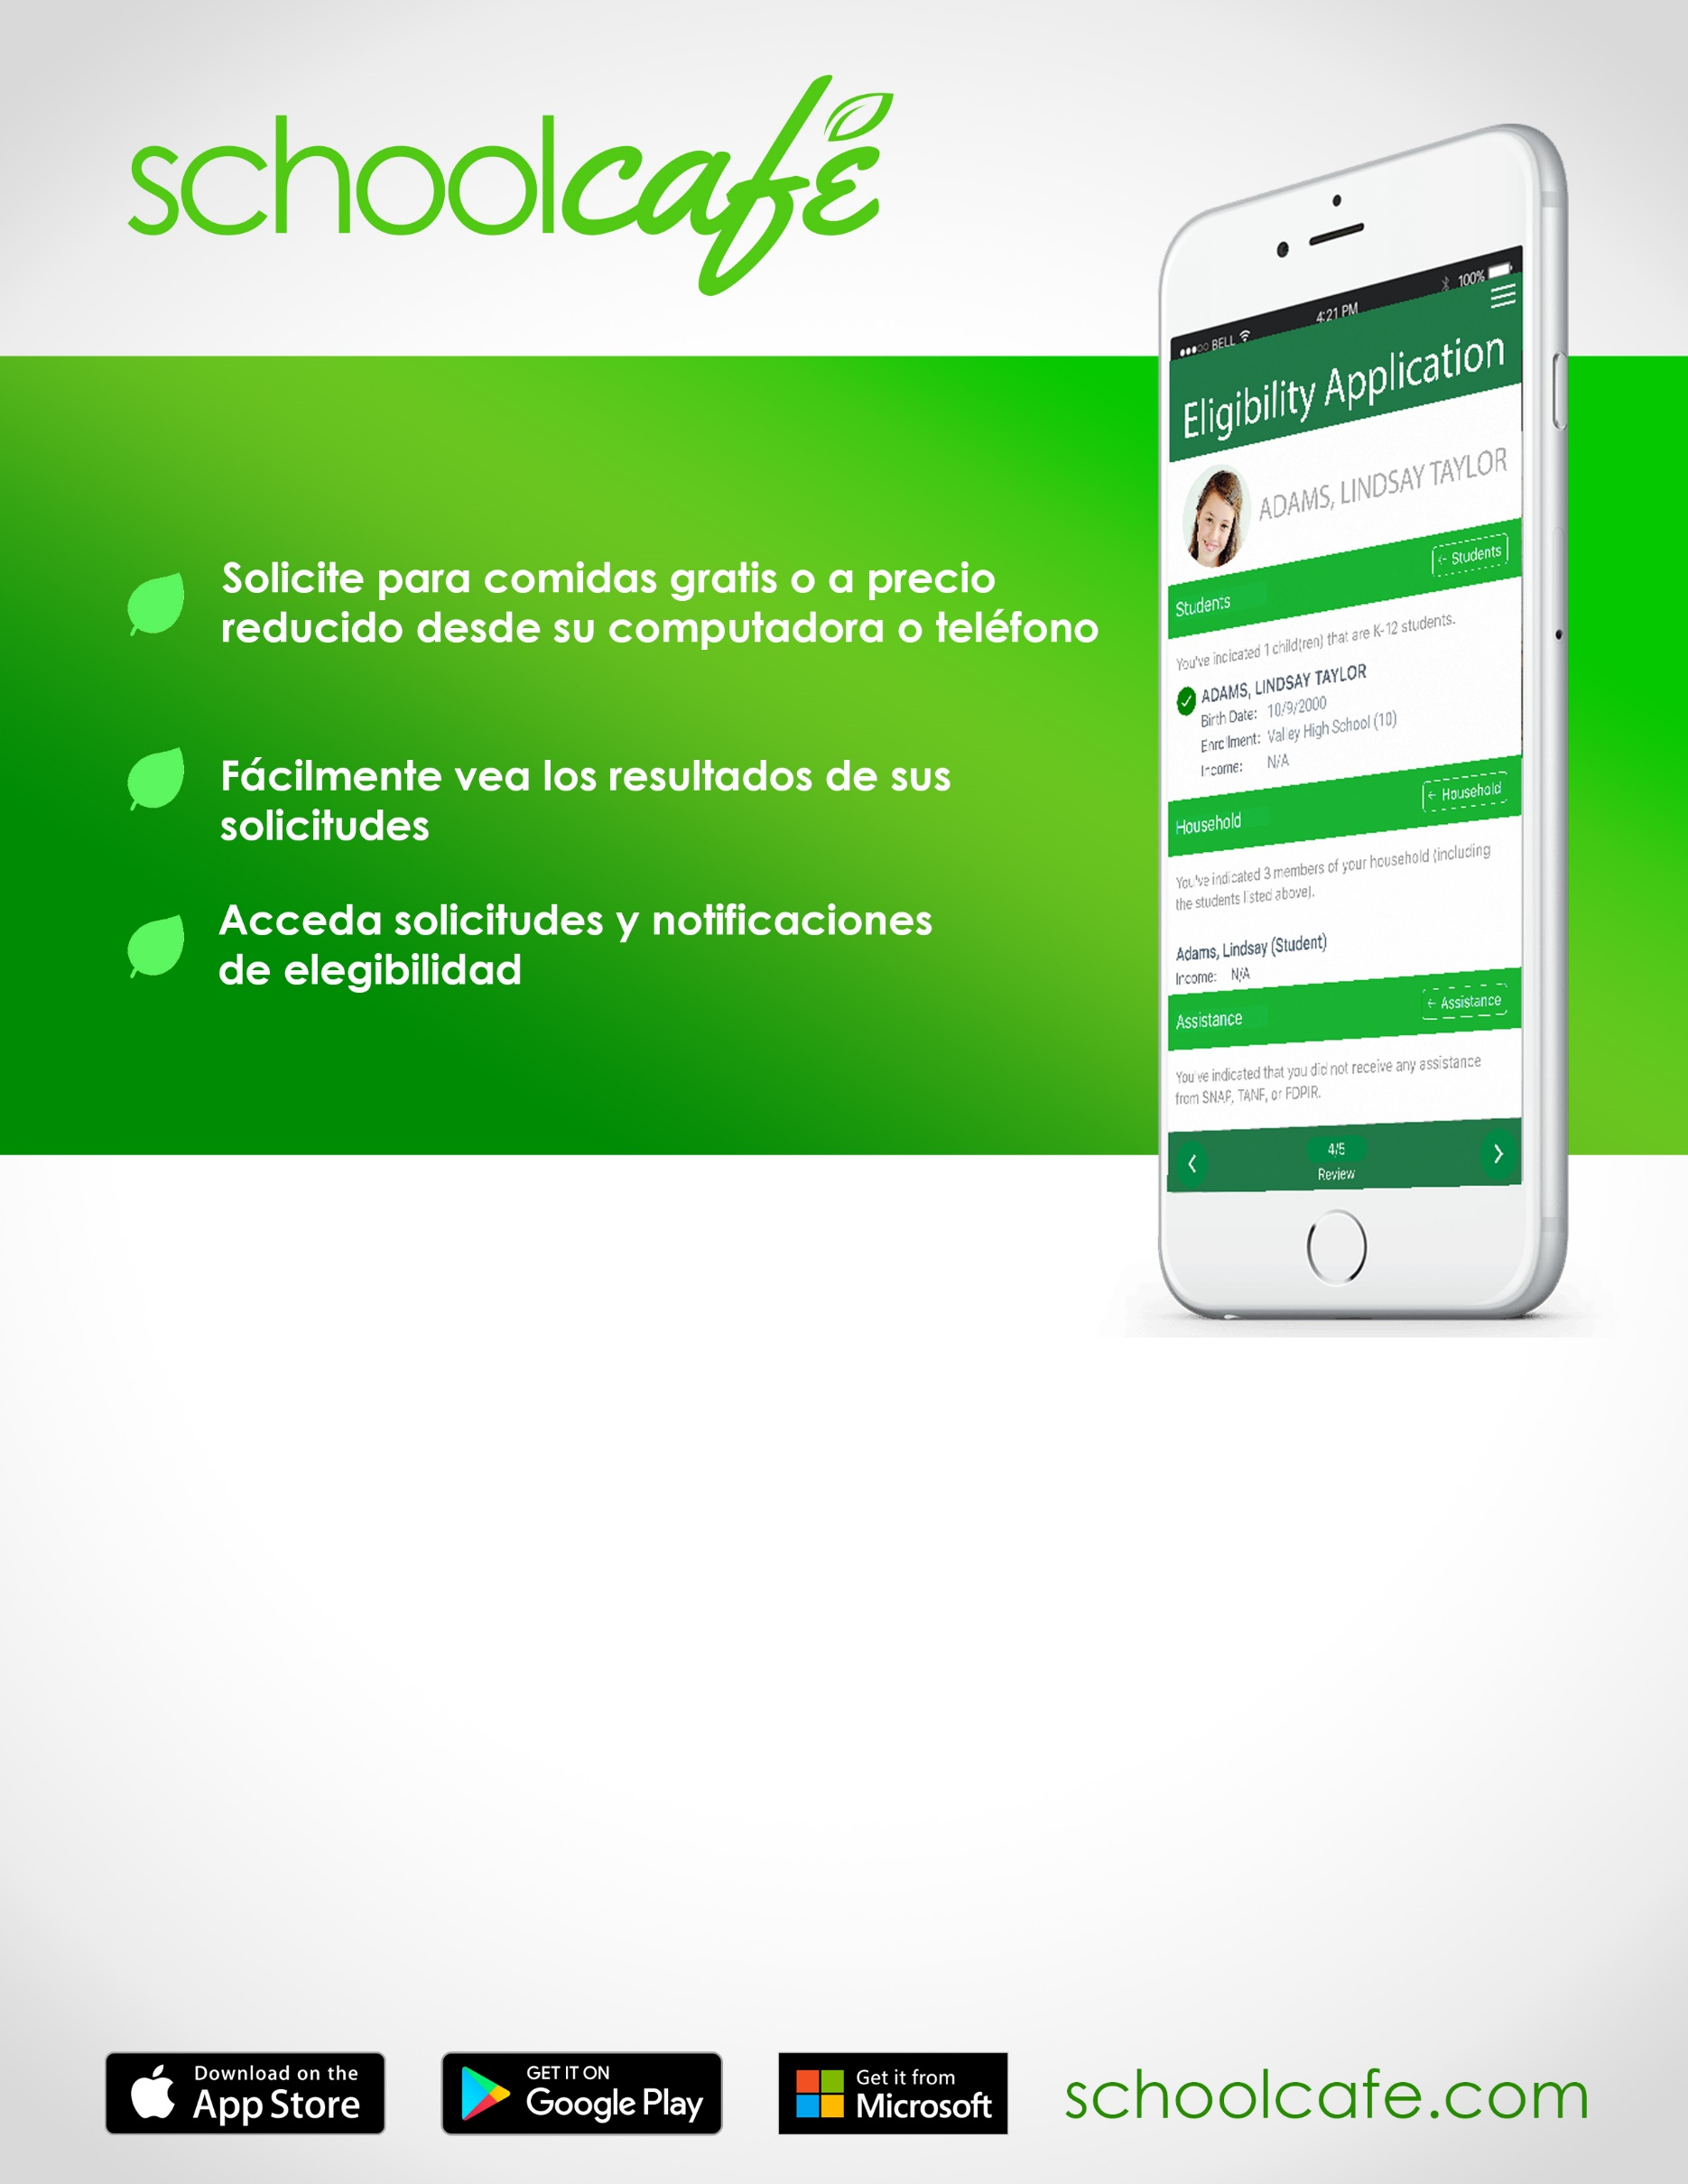 schoolcafé
Solicite para comidas gratis o a precio
reducido desde su computadora o teléfono
Fácilmente vea los resultados de sus
solicitudes
Acceda solicitudes y notificaciones
de elegibilidad
BELL 4:21 PM 100%
Eligibility Application
ADAMS, LINDSAY TAYLOR
Students ← Students
You've indicated 1 child(ren) that are K-12 students.
ADAMS, LINDSAY TAYLOR
Birth Date: 10/9/2000
Enrollment: Valley High School (10)
Income: N/A
Household ← Household
You've indicated 3 members of your household (including
the students listed above).
Adams, Lindsay (Student)
Income: N/A
Assistance ← Assistance
You've indicated that you did not receive any assistance
from SNAP, TANF, or FDPIR.
4/5
Review
Download on the
App Store
GET IT ON
Google Play
Get it from
Microsoft
schoolcafe.com